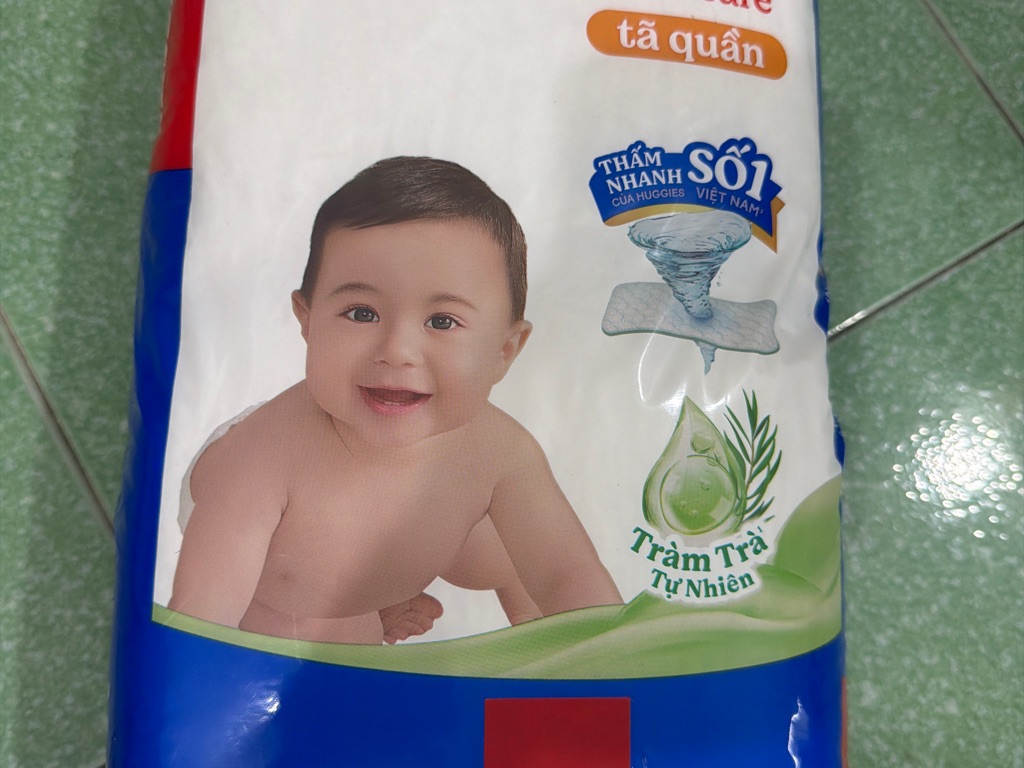 tã quần
THẤM
NHANH SỐ1
CỦA HUGGIES VIỆT NAM
Tràm Trà
Tự Nhiên